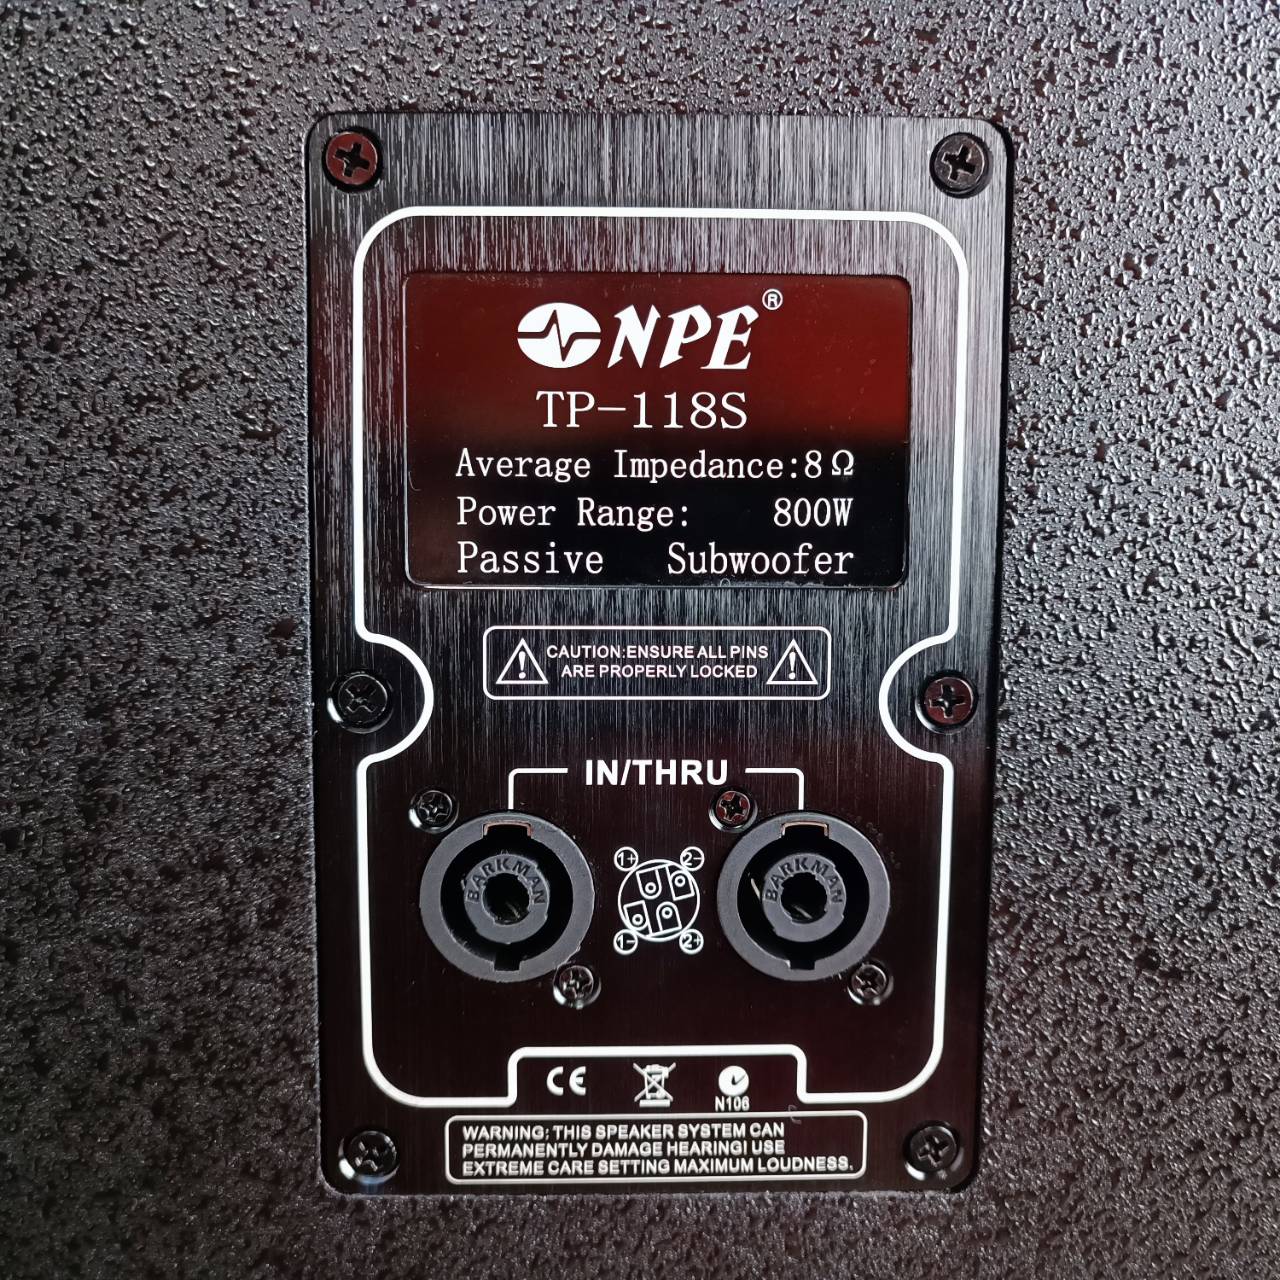 NPE®
TP-118S
Average Impedance:8Ω
Power Range: 800W
Passive Subwoofer
CAUTION:ENSURE ALL PINS
ARE PROPERLY LOCKED
IN/THRU
BARKMAN BARKMAN
1+ 2-
1- 2+
CE
N106
WARNING; THIS SPEAKER SYSTEM CAN
PERMANENTLY DAMAGE HEARING! USE
EXTREME CARE SETTING MAXIMUM LOUDNESS.